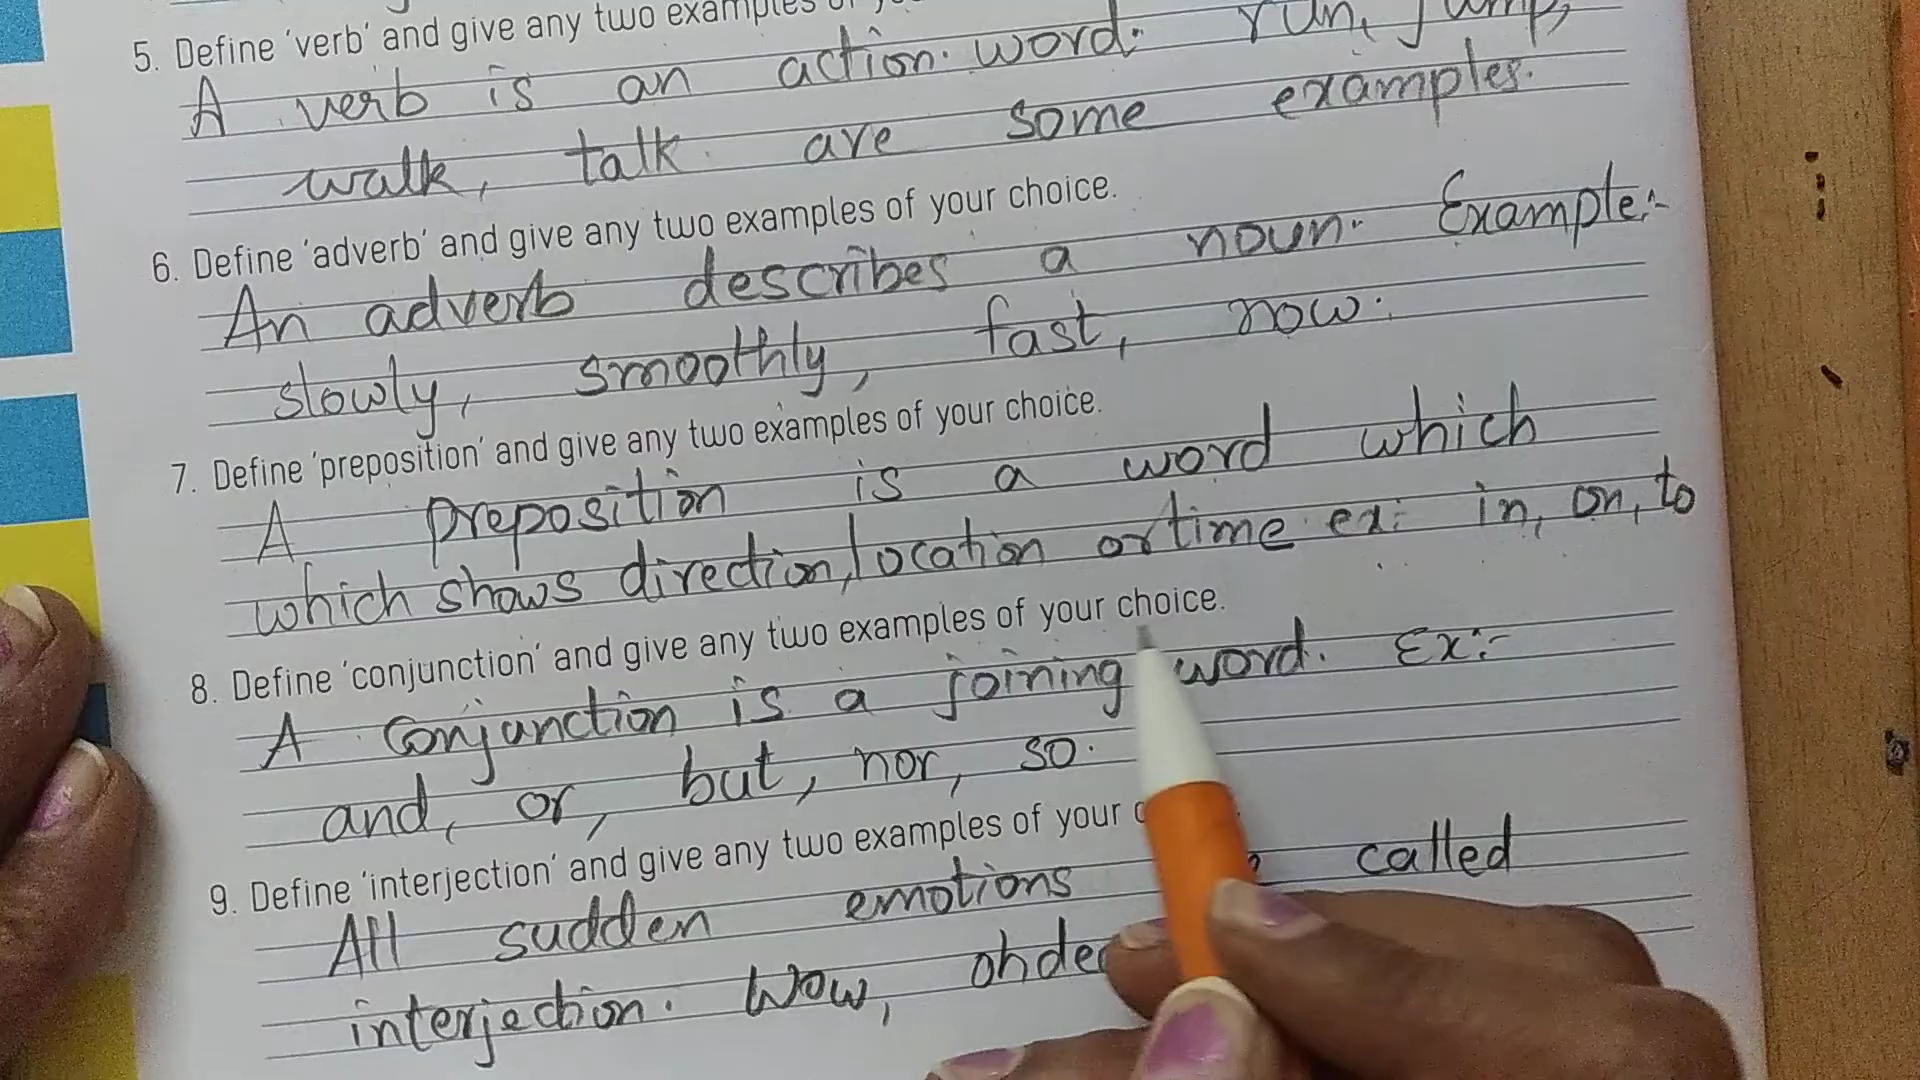 5. Define 'verb' and give any two examples of
A verb is an action word. run, jump,
walk, talk are some examples.
6. Define 'adverb' and give any two examples of your choice.
An adverb describes a noun. Example:-
slowly, smoothly, fast, now.
7. Define 'preposition' and give any two examples of your choice.
A preposition is a word which
which shows direction, location or time ex: in, on, to
8. Define 'conjunction' and give any two examples of your choice.
A Conjunction is a joining word. Ex:-
and, or, but, nor, so.
9. Define 'interjection' and give any two examples of your
All sudden emotions called
interjection. Wow,